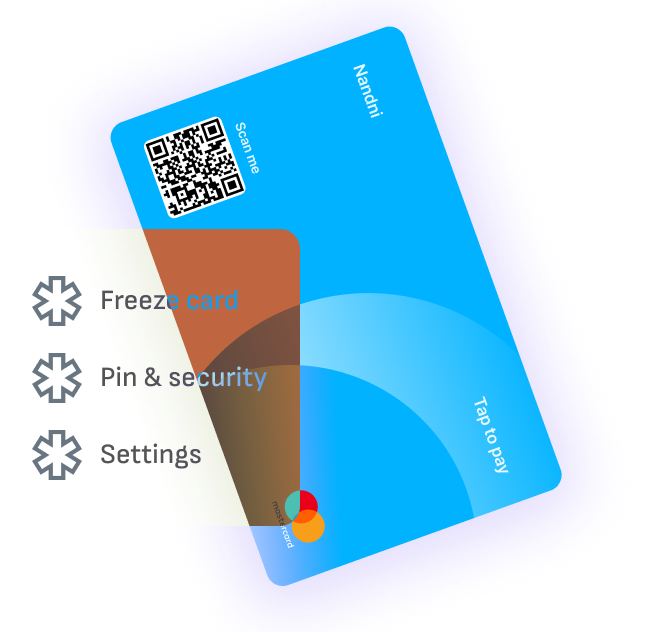 Nandni
Scan me
Freeze card
Pin & security
Settings
Tap to pay
mastercard